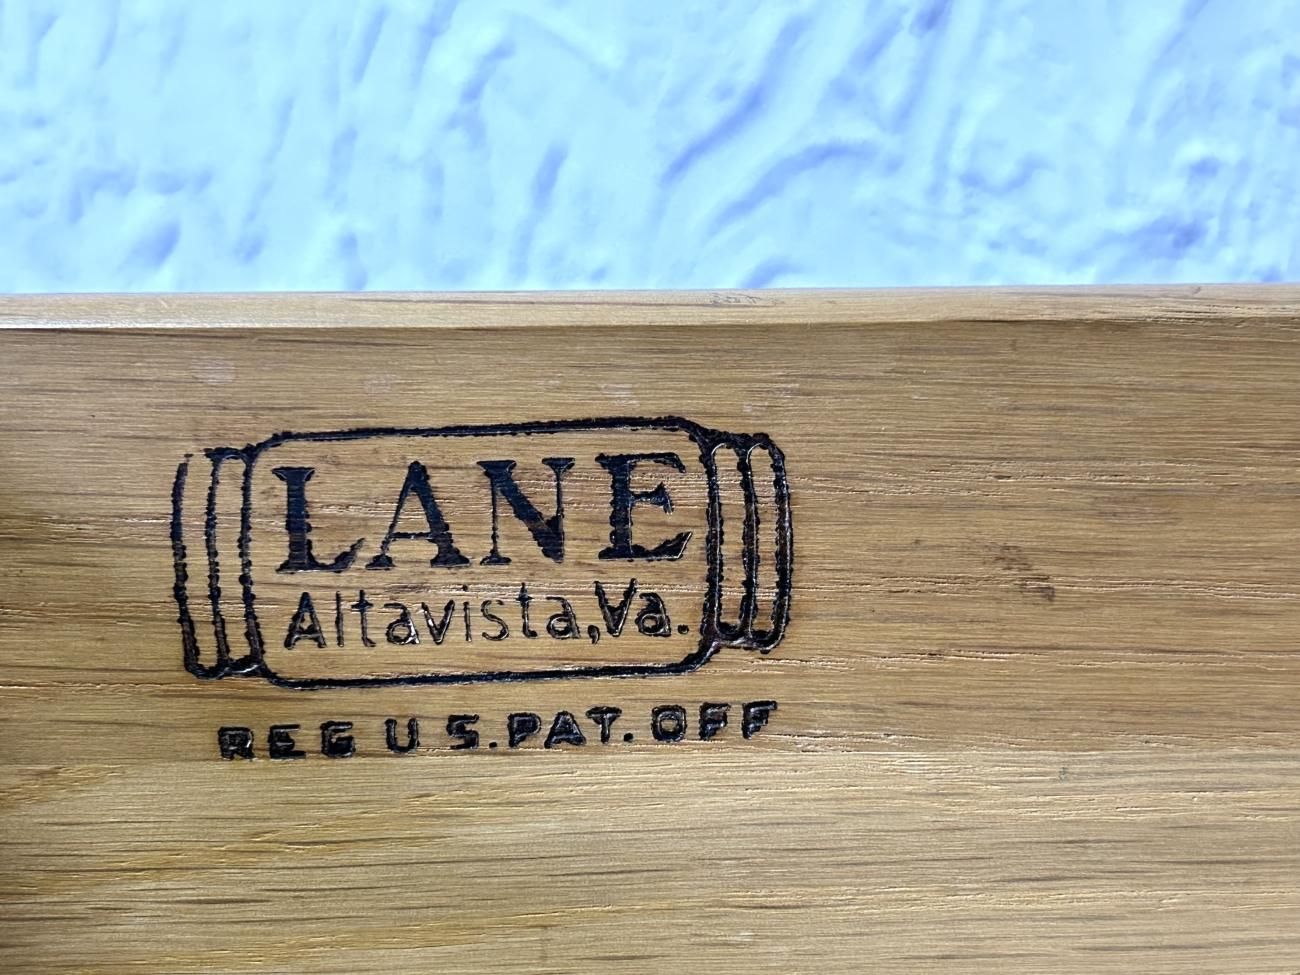 LANE
Altavista,Va.
REG U S.PAT. OFF